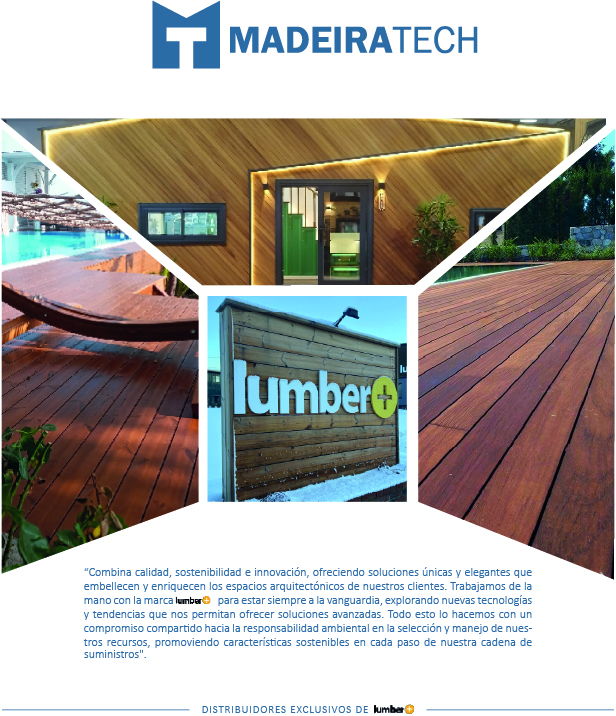 MT MADEIRATECH
lumber+
lu
“Combina calidad, sostenibilidad e innovación, ofreciendo soluciones únicas y elegantes que
embellecen y enriquecen los espacios arquitectónicos de nuestros clientes. Trabajamos de la
mano con la marca lumber+ para estar siempre a la vanguardia, explorando nuevas tecnologías
y tendencias que nos permitan ofrecer soluciones avanzadas. Todo esto lo hacemos con un
compromiso compartido hacia la responsabilidad ambiental en la selección y manejo de nues-
tros recursos, promoviendo características sostenibles en cada paso de nuestra cadena de
suministros".
DISTRIBUIDORES EXCLUSIVOS DE lumber+